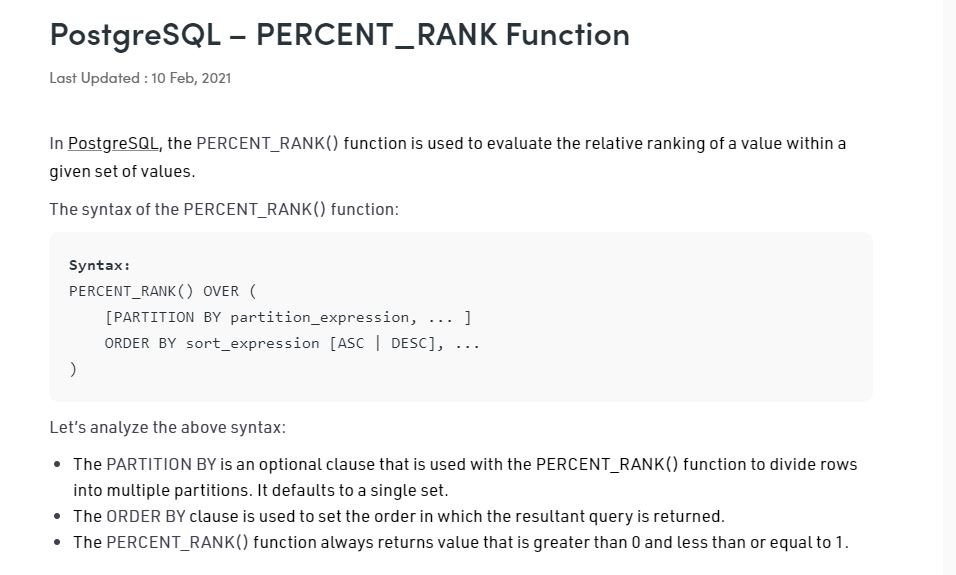 PostgreSQL – PERCENT_RANK Function
Last Updated : 10 Feb, 2021
In PostgreSQL, the PERCENT_RANK() function is used to evaluate the relative ranking of a value within a
given set of values.
The syntax of the PERCENT_RANK() function:
Syntax:
PERCENT_RANK() OVER (
    [PARTITION BY partition_expression, ... ]
    ORDER BY sort_expression [ASC | DESC], ...
)
Let's analyze the above syntax:
• The PARTITION BY is an optional clause that is used with the PERCENT_RANK() function to divide rows
into multiple partitions. It defaults to a single set.
• The ORDER BY clause is used to set the order in which the resultant query is returned.
• The PERCENT_RANK() function always returns value that is greater than 0 and less than or equal to 1.